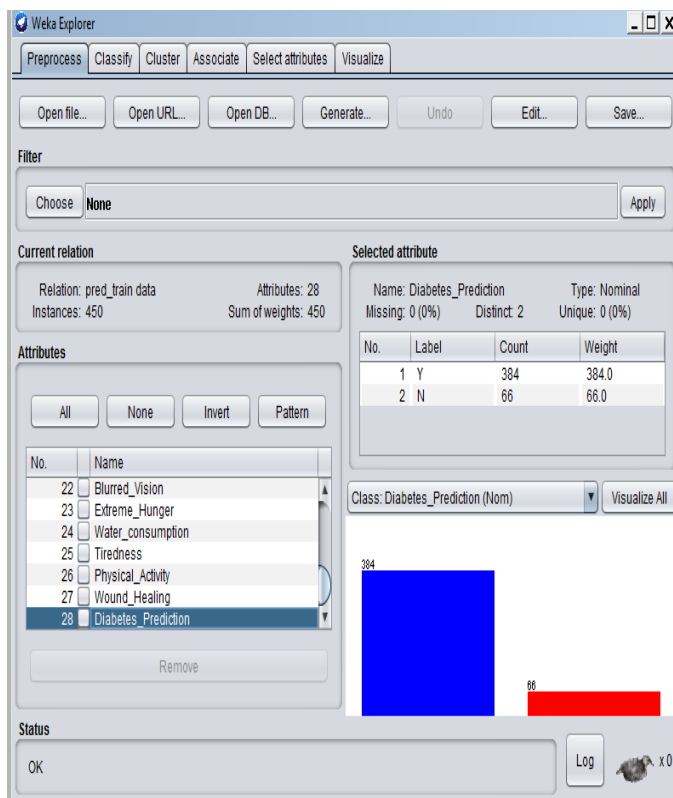 Weka Explorer
Preprocess Classify Cluster Associate Select attributes Visualize
Open file... Open URL... Open DB... Generate... Undo Edit... Save...
Filter
Choose None Apply
Current relation
Relation: pred_train data Attributes: 28
Instances: 450 Sum of weights: 450
Attributes
All None Invert Pattern
No. Name
22 Blurred_Vision
23 Extreme_Hunger
24 Water_consumption
25 Tiredness
26 Physical_Activity
27 Wound_Healing
28 Diabetes_Prediction
Remove
Selected attribute
Name: Diabetes_Prediction Type: Nominal
Missing: 0 (0%) Distinct: 2 Unique: 0 (0%)
No. Label Count Weight
1 Y 384 384.0
2 N 66 66.0
Class: Diabetes_Prediction (Nom) Visualize All
384
66
Status
OK
Log x 0